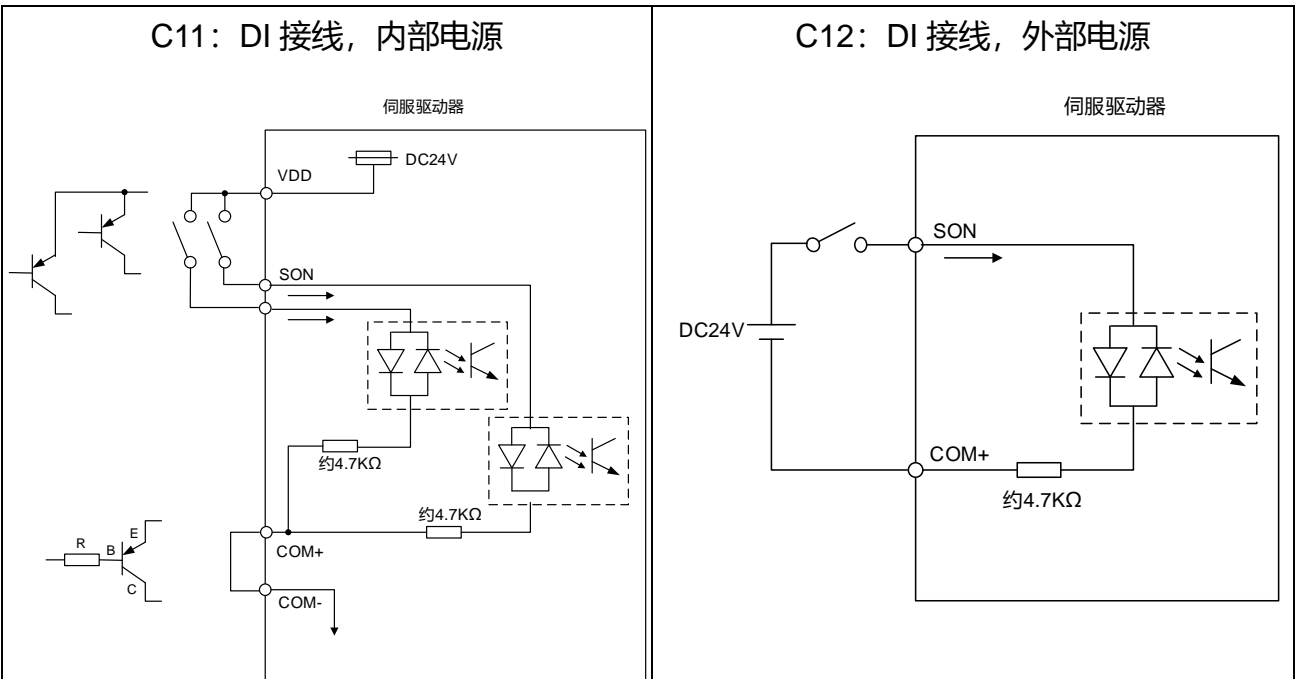 C11：DI 接线，内部电源
伺服驱动器
DC24V
VDD
SON
约4.7KΩ
约4.7KΩ
COM+
COM-
R
B
E
C
C12：DI 接线，外部电源
伺服驱动器
SON
DC24V
COM+
约4.7KΩ